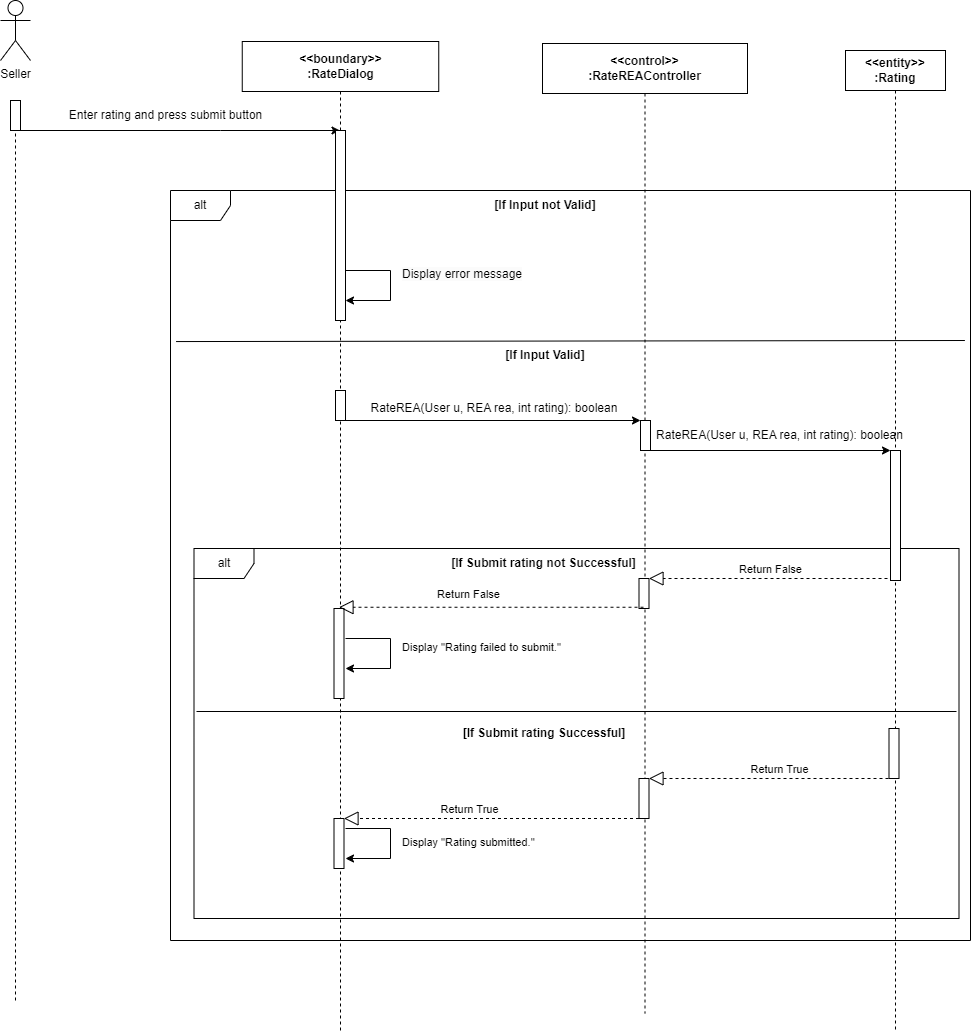 Seller
<<boundary>>
:RateDialog
<<control>>
:RateREAController
<<entity>>
:Rating
Enter rating and press submit button
alt
[If Input not Valid]
Display error message
[If Input Valid]
RateREA(User u, REA rea, int rating): boolean
RateREA(User u, REA rea, int rating): boolean
alt
[If Submit rating not Successful]
Return False
Return False
Display "Rating failed to submit."
[If Submit rating Successful]
Return True
Return True
Display "Rating submitted."